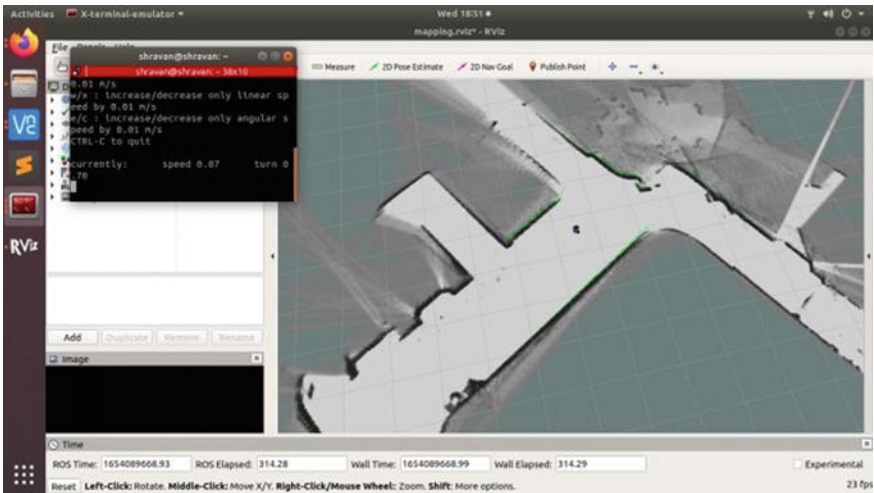 Activities X-terminal-emulator Wed 18:51
mapping.rviz* - RViz
File Panels Help
shravan@shravan: ~
shravan@shravan: ~ 38x10
0.01 m/s
w/x : increase/decrease only linear sp
eed by 0.01 m/s
e/c : increase/decrease only angular s
peed by 0.01 m/s
CTRL-C to quit
currently: speed 0.07 turn 0
.70
Measure 2D Pose Estimate 2D Nav Goal Publish Point
RViz
Add Duplicate Remove Rename
Image
Time
ROS Time: 1654089668.93 ROS Elapsed: 314.28 Wall Time: 1654089668.99 Wall Elapsed: 314.29 Experimental
Reset Left-Click: Rotate. Middle-Click: Move X/Y. Right-Click/Mouse Wheel: Zoom. Shift: More options. 23 fps